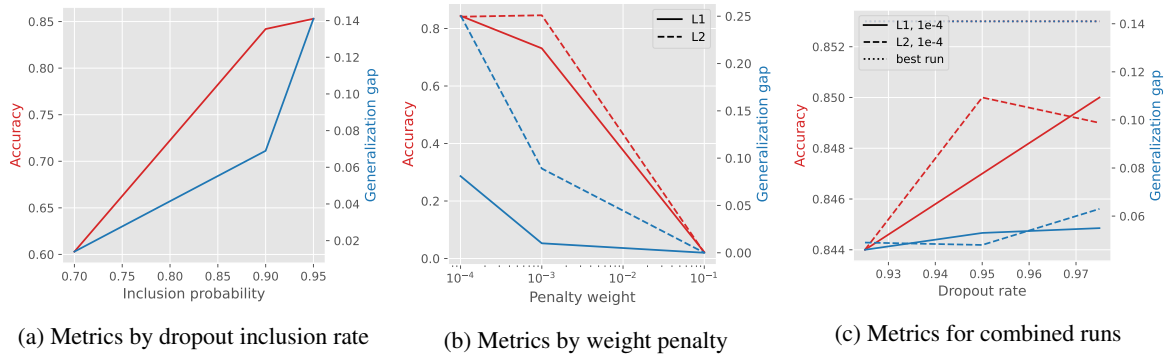 0.85
0.80
0.75
0.70
0.65
0.60
Accuracy
0.14
0.12
0.10
0.08
0.06
0.04
0.02
Generalization gap
0.70 0.75 0.80 0.85 0.90 0.95
Inclusion probability
(a) Metrics by dropout inclusion rate
0.8
0.6
0.4
0.2
0.0
Accuracy
L1
L2
0.25
0.20
0.15
0.10
0.05
0.00
Generalization gap
10⁻⁴ 10⁻³ 10⁻² 10⁻¹
Penalty weight
(b) Metrics by weight penalty
0.852
0.850
0.848
0.846
0.844
Accuracy
L1, 1e-4
L2, 1e-4
best run
0.14
0.12
0.10
0.08
0.06
Generalization gap
0.93 0.94 0.95 0.96 0.97
Dropout rate
(c) Metrics for combined runs